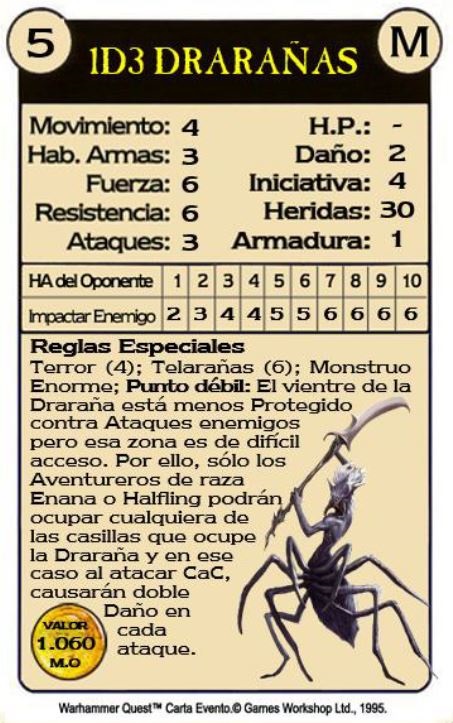 5
M
1D3 DRARAÑAS
Movimiento: 4 H.P.: -
Hab. Armas: 3 Daño: 2
Fuerza: 6 Iniciativa: 4
Resistencia: 6 Heridas: 30
Ataques: 3 Armadura: 1
HA del Oponente 1 2 3 4 5 6 7 8 9 10
Impactar Enemigo 2 3 4 4 5 5 6 6 6 6
Reglas Especiales
Terror (4); Telarañas (6); Monstruo
Enorme; Punto débil: El vientre de la
Draraña está menos Protegido
contra Ataques enemigos
pero esa zona es de difícil
acceso. Por ello, sólo los
Aventureros de raza
Enana o Halfling podrán
ocupar cualquiera de
las casillas que ocupe
la Draraña y en ese
caso al atacar CaC,
causarán doble
Daño en
cada
ataque.
VALOR
1.060
M.O
Warhammer Quest™ Carta Evento.© Games Workshop Ltd., 1995.